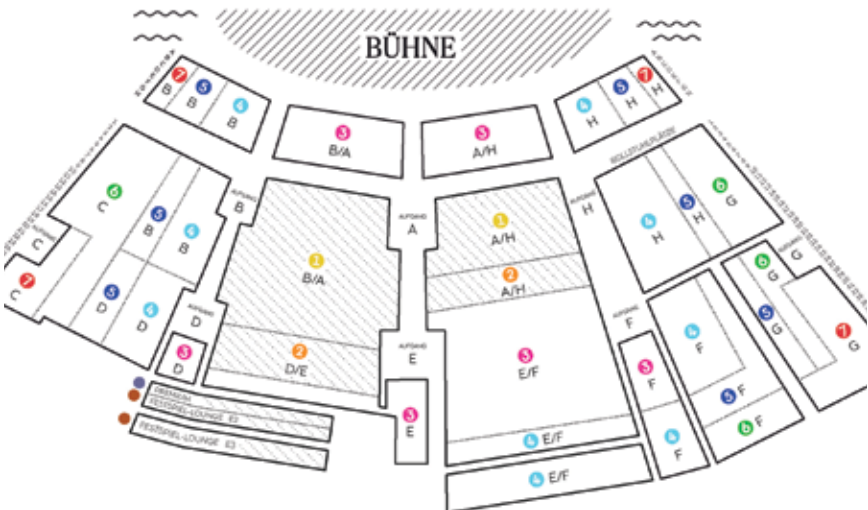 BÜHNE
7
B
5
B
4
B
3
B/A
3
A/H
4
H
5
H
7
H
ROLLSTUHLPLÄTZE
6
C
5
B
4
B
AUFGANG
B
1
B/A
AUFGANG
A
1
A/H
AUFGANG
H
4
H
5
H
6
G
AUFGANG
C
7
C
5
D
4
D
AUFGANG
D
2
A/H
AUFGANG
F
4
F
6
G
AUFGANG
G
5
G
7
G
3
D
2
D/E
AUFGANG
E
3
E/F
3
F
5 F
6 F
PREMIUM
FESTSPIEL-LOUNGE E2
FESTSPIEL-LOUNGE E3
3
E
4 E/F
4
F
4 E/F